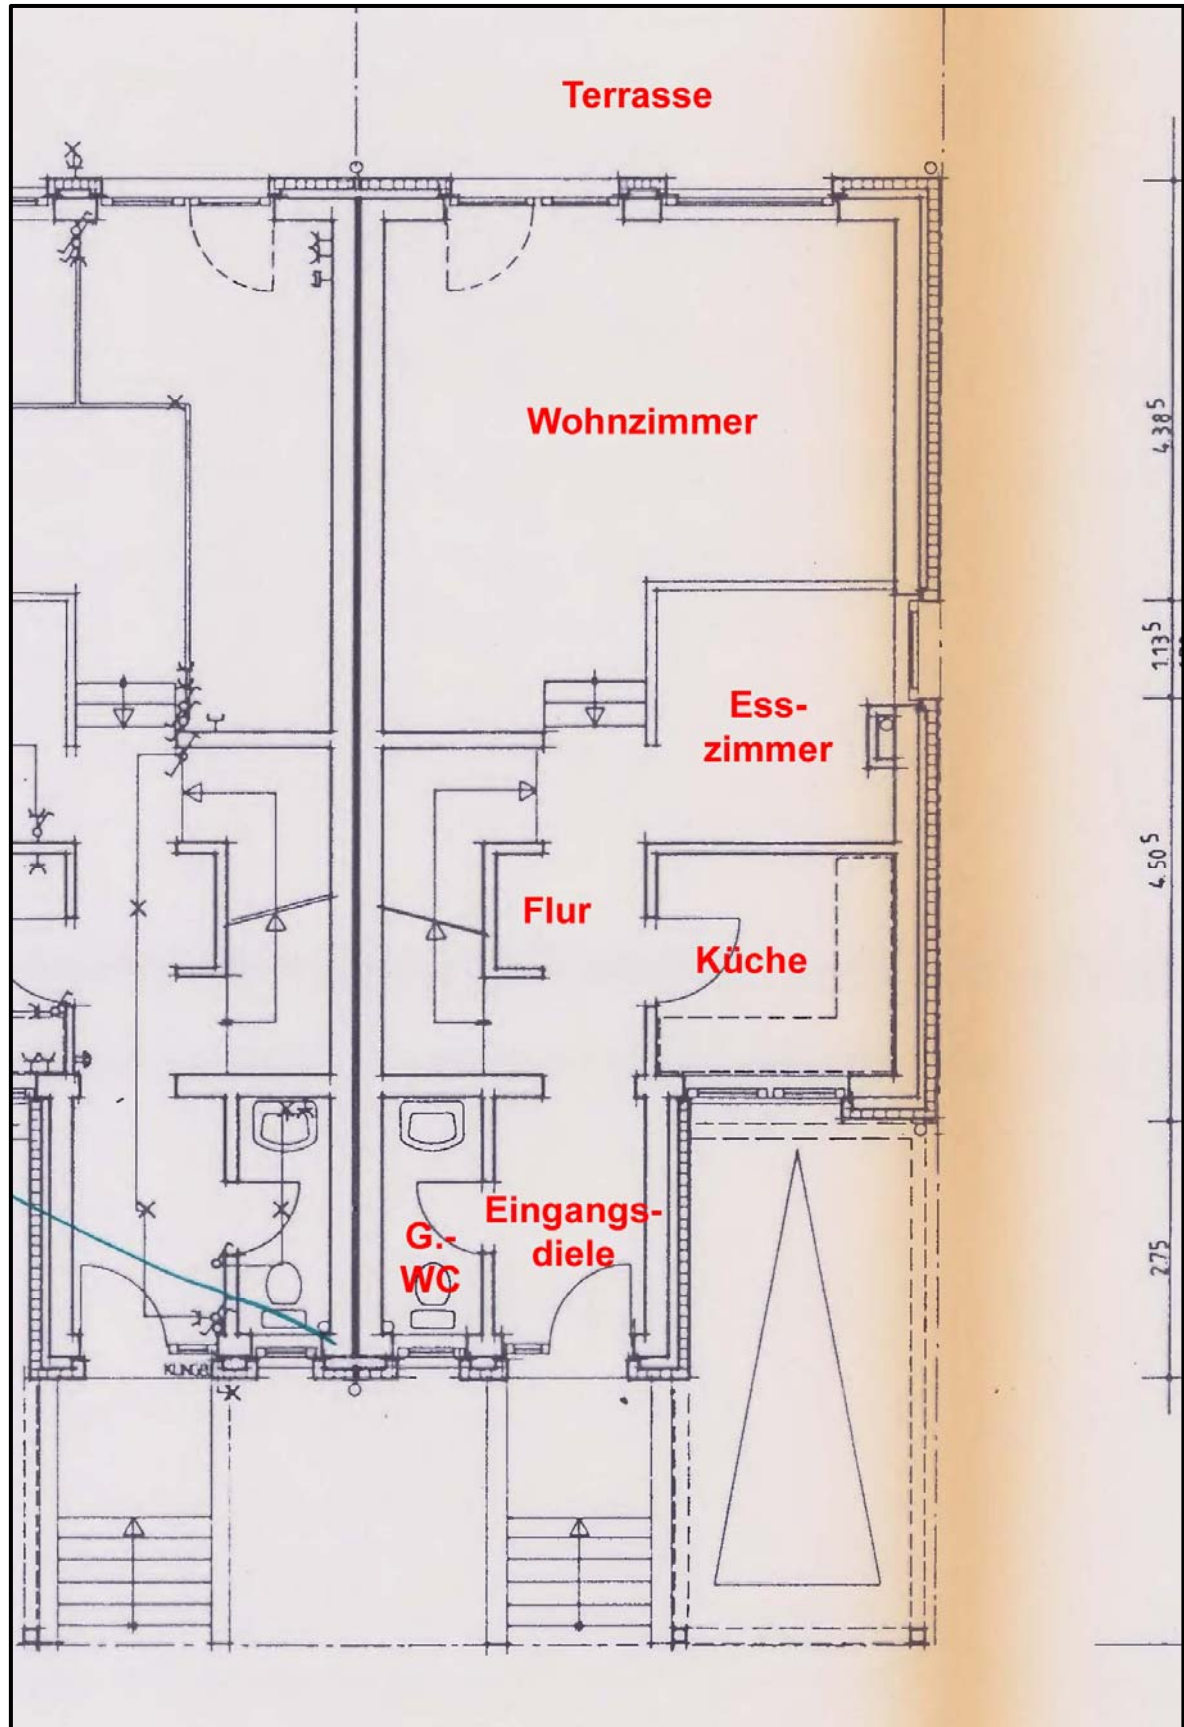 Terrasse
Wohnzimmer
4.38⁵
1.13⁵
Ess-
zimmer
4.50⁵
Flur
Küche
Eingangs-
diele
G.-
WC
2.75